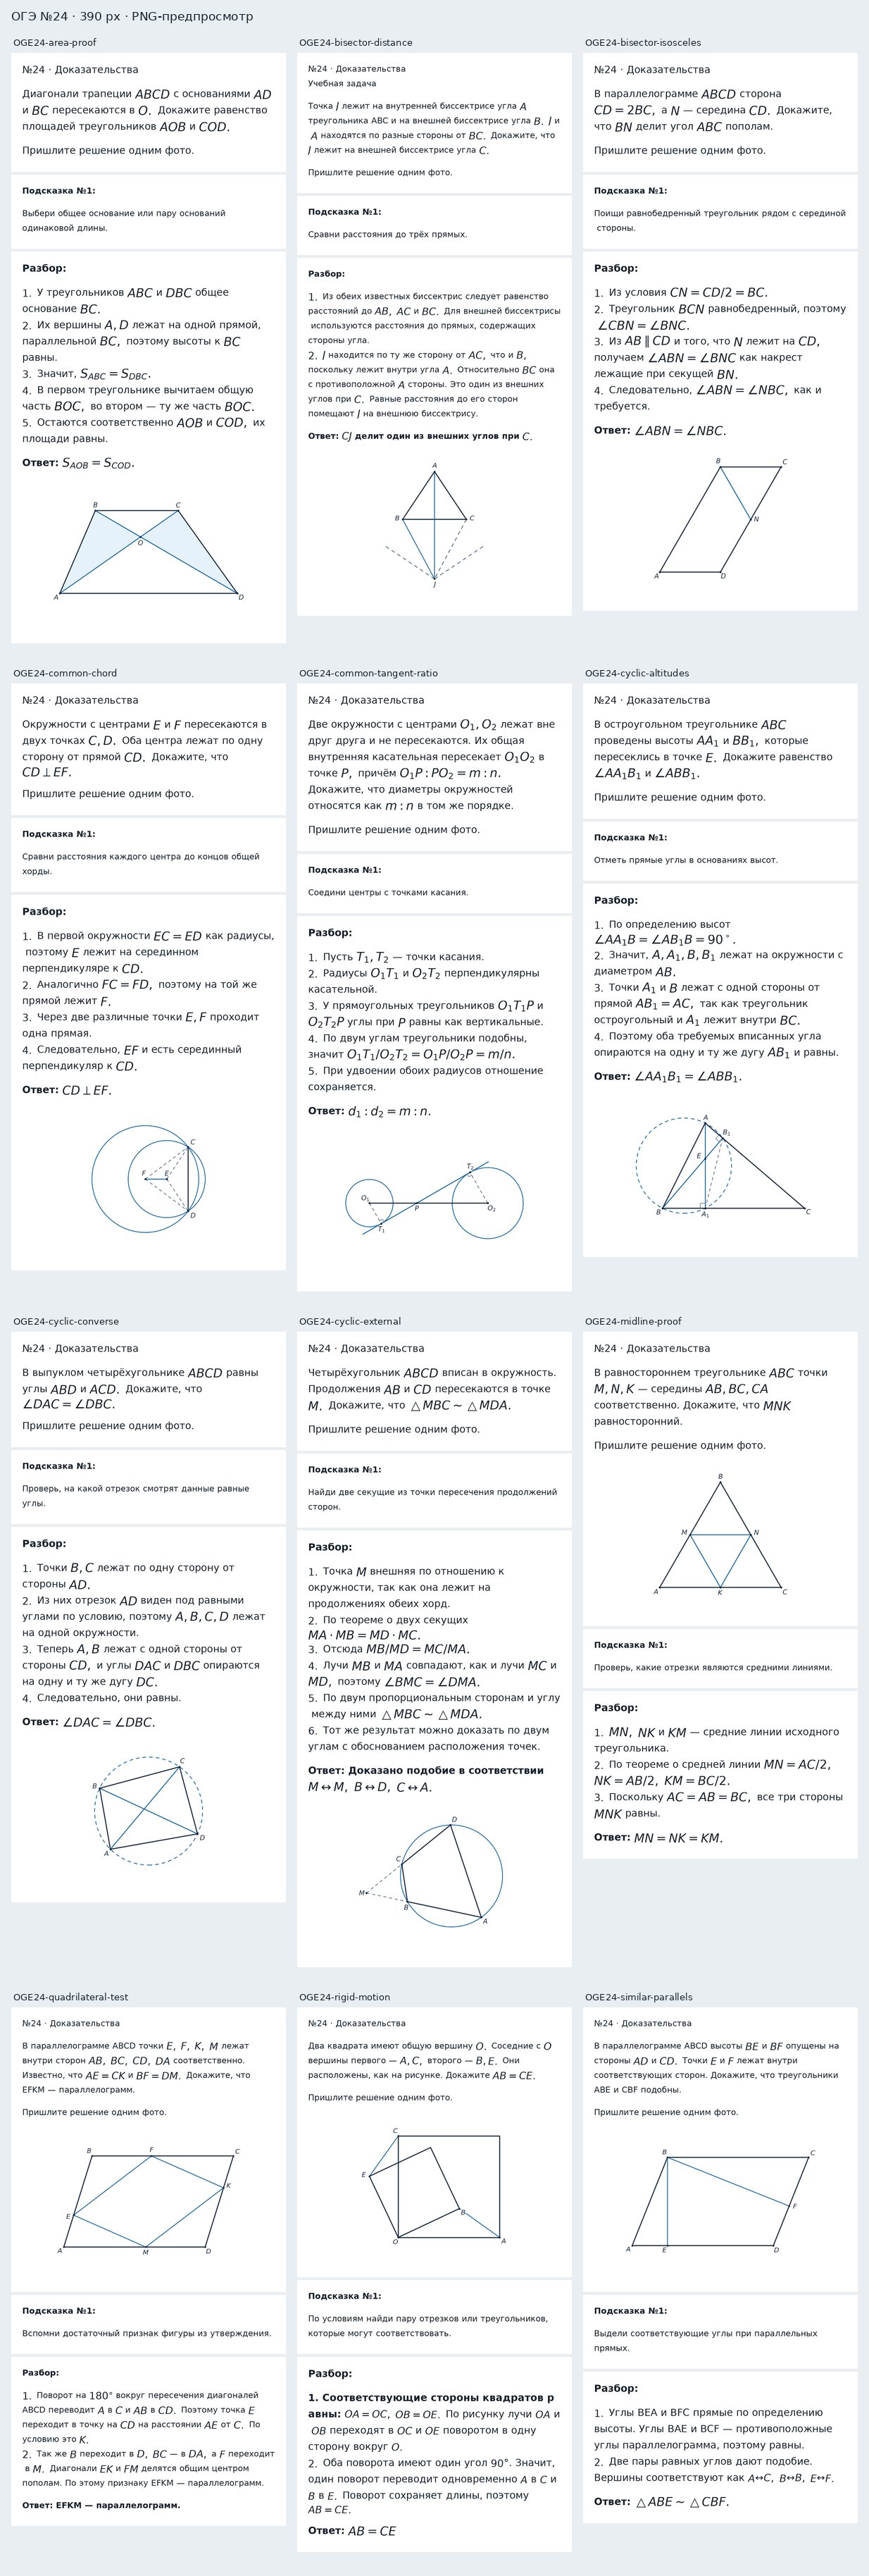 ОГЭ №24 · 390 px · PNG-предпросмотр
OGE24-area-proof
№24 · Доказательства
Диагонали трапеции ABCD с основаниями AD
и BC пересекаются в O. Докажите равенство
площадей треугольников AOB и COD.
Пришлите решение одним фото.
Подсказка №1:
Выбери общее основание или пару оснований
одинаковой длины.
Разбор:
1. У треугольников ABC и DBC общее
основание BC.
2. Их вершины A, D лежат на одной прямой,
параллельной BC, поэтому высоты к BC
равны.
3. Значит, S_ABC = S_DBC.
4. В первом треугольнике вычитаем общую
часть BOC, во втором — ту же часть BOC.
5. Остаются соответственно AOB и COD, их
площади равны.
Ответ: S_AOB = S_COD.
B
C
O
A
D
OGE24-bisector-distance
№24 · Доказательства
Учебная задача
Точка J лежит на внутренней биссектрисе угла A
треугольника ABC и на внешней биссектрисе угла B. J и
A находятся по разные стороны от BC. Докажите, что
J лежит на внешней биссектрисе угла C.
Пришлите решение одним фото.
Подсказка №1:
Сравни расстояния до трёх прямых.
Разбор:
1. Из обеих известных биссектрис следует равенство
расстояний до AB, AC и BC. Для внешней биссектрисы
используются расстояния до прямых, содержащих
стороны угла.
2. J находится по ту же сторону от AC, что и B,
поскольку лежит внутри угла A. Относительно BC она
с противоположной A стороны. Это один из внешних
углов при C. Равные расстояния до его сторон
помещают J на внешнюю биссектрису.
Ответ: CJ делит один из внешних углов при C.
A
B
C
J
OGE24-bisector-isosceles
№24 · Доказательства
В параллелограмме ABCD сторона
CD = 2BC, а N — середина CD. Докажите,
что BN делит угол ABC пополам.
Пришлите решение одним фото.
Подсказка №1:
Поищи равнобедренный треугольник рядом с серединой
стороны.
Разбор:
1. Из условия CN = CD/2 = BC.
2. Треугольник BCN равнобедренный, поэтому
∠CBN = ∠BNC.
3. Из AB ∥ CD и того, что N лежит на CD,
получаем ∠ABN = ∠BNC как накрест
лежащие при секущей BN.
4. Следовательно, ∠ABN = ∠NBC, как и
требуется.
Ответ: ∠ABN = ∠NBC.
B
C
N
A
D
OGE24-common-chord
№24 · Доказательства
Окружности с центрами E и F пересекаются в
двух точках C, D. Оба центра лежат по одну
сторону от прямой CD. Докажите, что
CD ⊥ EF.
Пришлите решение одним фото.
Подсказка №1:
Сравни расстояния каждого центра до концов общей
хорды.
Разбор:
1. В первой окружности EC = ED как радиусы,
поэтому E лежит на серединном
перпендикуляре к CD.
2. Аналогично FC = FD, поэтому на той же
прямой лежит F.
3. Через две различные точки E, F проходит
одна прямая.
4. Следовательно, EF и есть серединный
перпендикуляр к CD.
Ответ: CD ⊥ EF.
C
F
E
D
OGE24-common-tangent-ratio
№24 · Доказательства
Две окружности с центрами O₁, O₂ лежат вне
друг друга и не пересекаются. Их общая
внутренняя касательная пересекает O₁O₂ в
точке P, причём O₁P : PO₂ = m : n.
Докажите, что диаметры окружностей
относятся как m : n в том же порядке.
Пришлите решение одним фото.
Подсказка №1:
Соедини центры с точками касания.
Разбор:
1. Пусть T₁, T₂ — точки касания.
2. Радиусы O₁T₁ и O₂T₂ перпендикулярны
касательной.
3. У прямоугольных треугольников O₁T₁P и
O₂T₂P углы при P равны как вертикальные.
4. По двум углам треугольники подобны,
значит O₁T₁/O₂T₂ = O₁P/O₂P = m/n.
5. При удвоении обоих радиусов отношение
сохраняется.
Ответ: d₁ : d₂ = m : n.
T₂
O₁
P
O₂
T₁
OGE24-cyclic-altitudes
№24 · Доказательства
В остроугольном треугольнике ABC
проведены высоты AA₁ и BB₁, которые
пересеклись в точке E. Докажите равенство
∠AA₁B₁ и ∠ABB₁.
Пришлите решение одним фото.
Подсказка №1:
Отметь прямые углы в основаниях высот.
Разбор:
1. По определению высот
∠AA₁B = ∠AB₁B = 90°.
2. Значит, A, A₁, B, B₁ лежат на окружности с
диаметром AB.
3. Точки A₁ и B лежат с одной стороны от
прямой AB₁ = AC, так как треугольник
остроугольный и A₁ лежит внутри BC.
4. Поэтому оба требуемых вписанных угла
опираются на одну и ту же дугу AB₁ и равны.
Ответ: ∠AA₁B₁ = ∠ABB₁.
A
B₁
E
B
A₁
C
OGE24-cyclic-converse
№24 · Доказательства
В выпуклом четырёхугольнике ABCD равны
углы ABD и ACD. Докажите, что
∠DAC = ∠DBC.
Пришлите решение одним фото.
Подсказка №1:
Проверь, на какой отрезок смотрят данные равные
углы.
Разбор:
1. Точки B, C лежат по одну сторону от
стороны AD.
2. Из них отрезок AD виден под равными
углами по условию, поэтому A, B, C, D лежат
на одной окружности.
3. Теперь A, B лежат с одной стороны от
стороны CD, и углы DAC и DBC опираются
на одну и ту же дугу DC.
4. Следовательно, они равны.
Ответ: ∠DAC = ∠DBC.
C
B
D
A
OGE24-cyclic-external
№24 · Доказательства
Четырёхугольник ABCD вписан в окружность.
Продолжения AB и CD пересекаются в точке
M. Докажите, что △MBC ∼ △MDA.
Пришлите решение одним фото.
Подсказка №1:
Найди две секущие из точки пересечения продолжений
сторон.
Разбор:
1. Точка M внешняя по отношению к
окружности, так как она лежит на
продолжениях обеих хорд.
2. По теореме о двух секущих
MA · MB = MD · MC.
3. Отсюда MB/MD = MC/MA.
4. Лучи MB и MA совпадают, как и лучи MC и
MD, поэтому ∠BMC = ∠DMA.
5. По двум пропорциональным сторонам и углу
между ними △MBC ∼ △MDA.
6. Тот же результат можно доказать по двум
углам с обоснованием расположения точек.
Ответ: Доказано подобие в соответствии
M ↔ M, B ↔ D, C ↔ A.
D
C
M
B
A
OGE24-midline-proof
№24 · Доказательства
В равностороннем треугольнике ABC точки
M, N, K — середины AB, BC, CA
соответственно. Докажите, что MNK
равносторонний.
Пришлите решение одним фото.
B
M
N
A
K
C
Подсказка №1:
Проверь, какие отрезки являются средними линиями.
Разбор:
1. MN, NK и KM — средние линии исходного
треугольника.
2. По теореме о средней линии MN = AC/2,
NK = AB/2, KM = BC/2.
3. Поскольку AC = AB = BC, все три стороны
MNK равны.
Ответ: MN = NK = KM.
OGE24-quadrilateral-test
№24 · Доказательства
В параллелограмме ABCD точки E, F, K, M лежат
внутри сторон AB, BC, CD, DA соответственно.
Известно, что AE = CK и BF = DM. Докажите, что
EFKM — параллелограмм.
Пришлите решение одним фото.
B
F
C
K
E
A
M
D
Подсказка №1:
Вспомни достаточный признак фигуры из утверждения.
Разбор:
1. Поворот на 180° вокруг пересечения диагоналей
ABCD переводит A в C и AB в CD. Поэтому точка E
переходит в точку на CD на расстоянии AE от C. По
условию это K.
2. Так же B переходит в D, BC — в DA, а F переходит
в M. Диагонали EK и FM делятся общим центром
пополам. По этому признаку EFKM — параллелограмм.
Ответ: EFKM — параллелограмм.
OGE24-rigid-motion
№24 · Доказательства
Два квадрата имеют общую вершину O. Соседние с O
вершины первого — A, C, второго — B, E. Они
расположены, как на рисунке. Докажите AB = CE.
Пришлите решение одним фото.
C
E
B
O
A
Подсказка №1:
По условиям найди пару отрезков или треугольников,
которые могут соответствовать.
Разбор:
1. Соответствующие стороны квадратов р
авны: OA = OC, OB = OE. По рисунку лучи OA и
OB переходят в OC и OE поворотом в одну
сторону вокруг O.
2. Оба поворота имеют один угол 90°. Значит,
один поворот переводит одновременно A в C и
B в E. Поворот сохраняет длины, поэтому
AB = CE.
Ответ: AB = CE
OGE24-similar-parallels
№24 · Доказательства
В параллелограмме ABCD высоты BE и BF опущены на
стороны AD и CD. Точки E и F лежат внутри
соответствующих сторон. Докажите, что треугольники
ABE и CBF подобны.
Пришлите решение одним фото.
B
C
F
A
E
D
Подсказка №1:
Выдели соответствующие углы при параллельных
прямых.
Разбор:
1. Углы BEA и BFC прямые по определению
высоты. Углы BAE и BCF — противоположные
углы параллелограмма, поэтому равны.
2. Две пары равных углов дают подобие.
Вершины соответствуют как A↔C, B↔B, E↔F.
Ответ: △ABE ∼ △CBF.